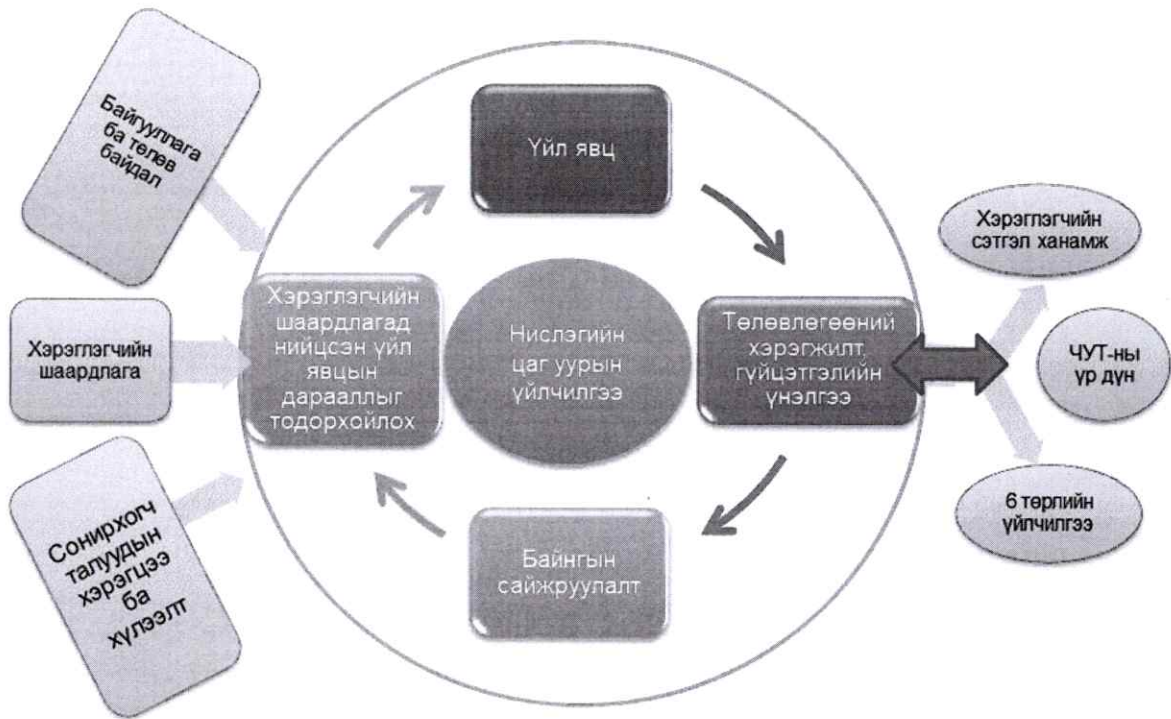 Байгууллага
ба төлөв
байдал
Хэрэглэгчийн
шаардлага
Сонирхогч
талуудын
хэрэгцээ
ба
хүлээлт
Үйл явц
Хэрэглэгчийн
шаардлагад
нийцсэн үйл
явцын
дарааллыг
тодорхойлох
Нислэгийн
цаг уурын
үйлчилгээ
Төлөвлөгөөний
хэрэгжилт,
гүйцэтгэлийн
үнэлгээ
Байнгын
сайжруулалт
Хэрэглэгчийн
сэтгэл ханамж
ЧУТ-ны
үр дүн
6 төрлийн
үйлчилгээ